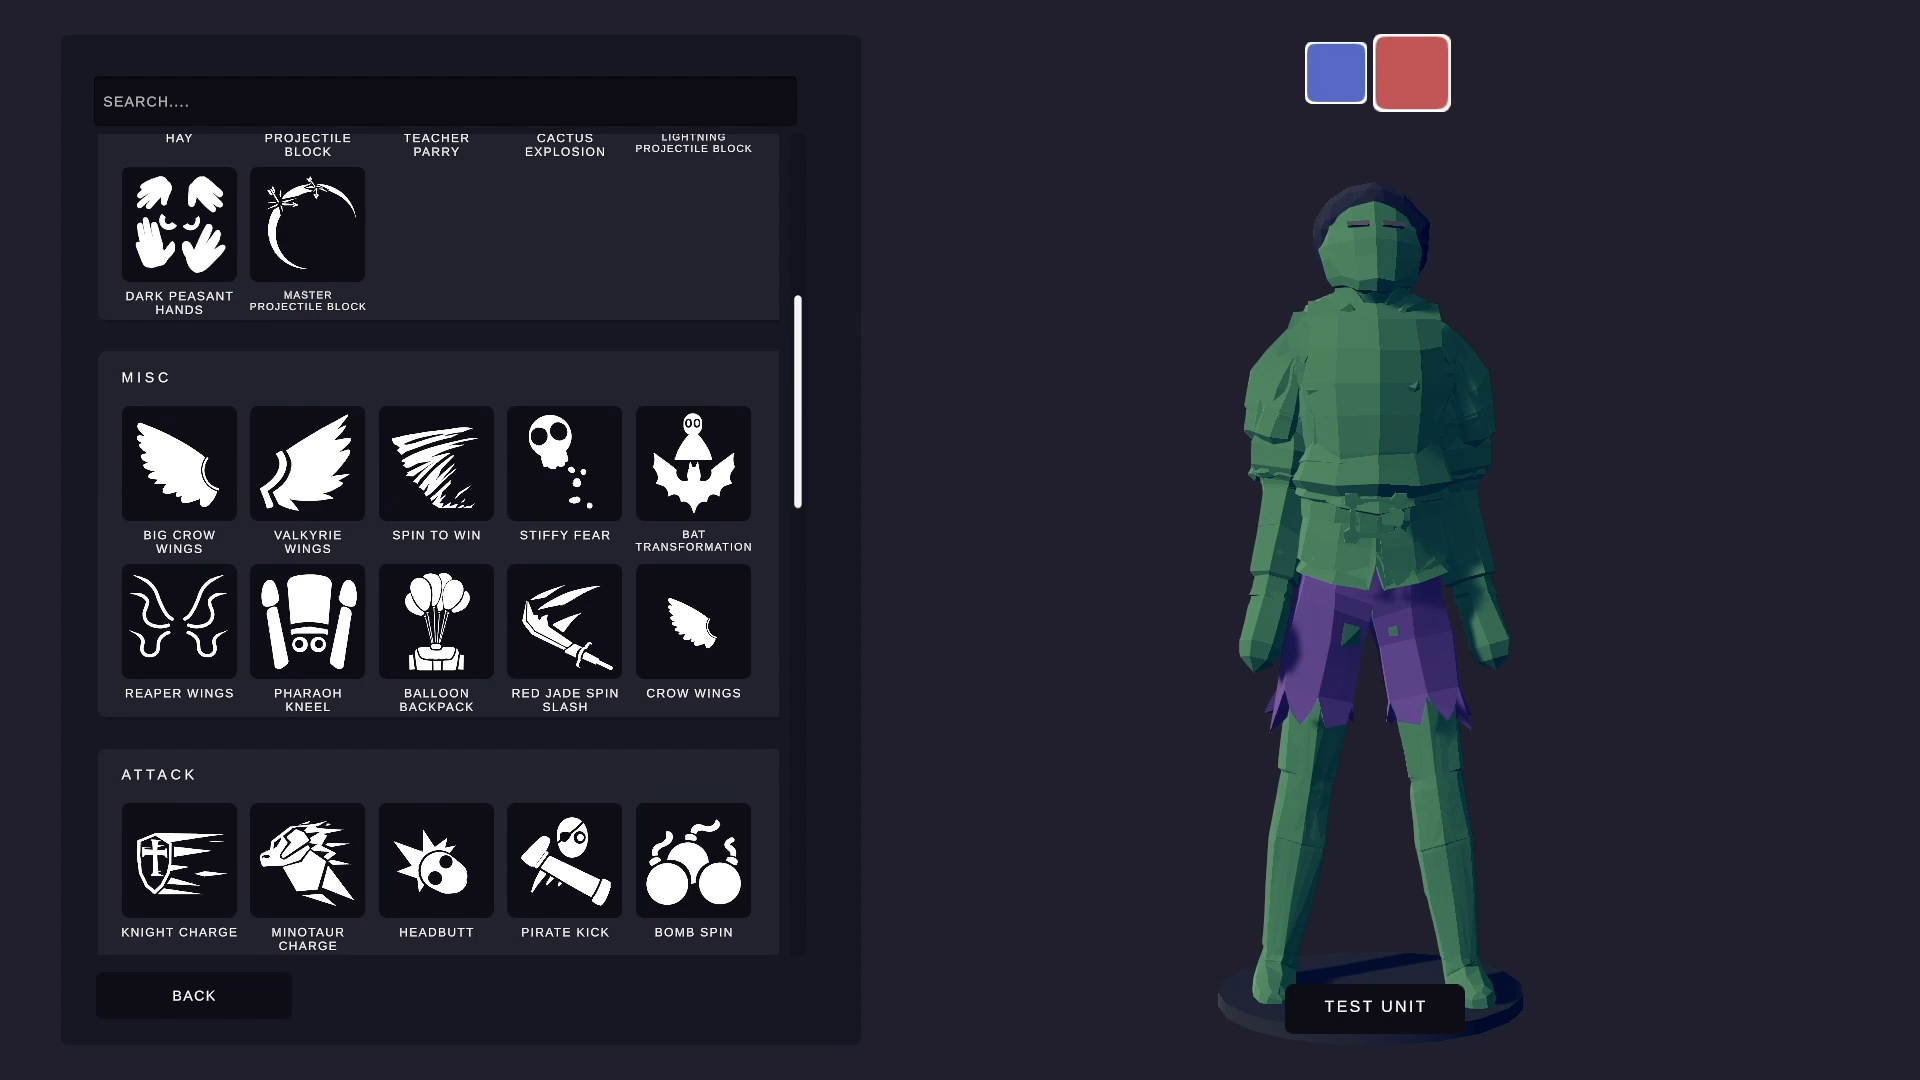 SEARCH....
HAY
PROJECTILE
BLOCK
TEACHER
PARRY
CACTUS
EXPLOSION
LIGHTNING
PROJECTILE BLOCK
DARK PEASANT
HANDS
MASTER
PROJECTILE BLOCK
MISC
BIG CROW
WINGS
VALKYRIE
WINGS
SPIN TO WIN
STIFFY FEAR
BAT
TRANSFORMATION
REAPER WINGS
PHARAOH
KNEEL
BALLOON
BACKPACK
RED JADE SPIN
SLASH
CROW WINGS
ATTACK
KNIGHT CHARGE
MINOTAUR
CHARGE
HEADBUTT
PIRATE KICK
BOMB SPIN
BACK
TEST UNIT